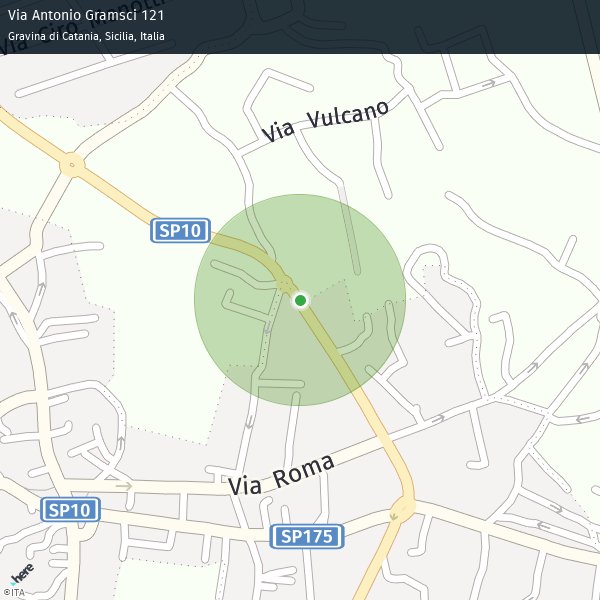 Via Antonio Gramsci 121
Gravina di Catania, Sicilia, Italia
Via Vulcano
SP10
Via Roma
SP10
SP175
here
©ITA